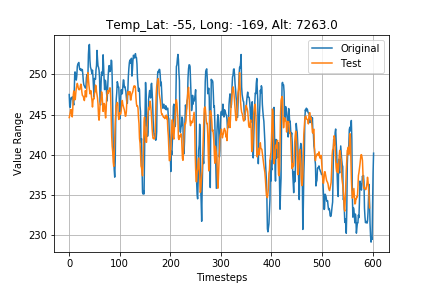 Temp_Lat: -55, Long: -169, Alt: 7263.0
Original
Test
Value Range
250
245
240
235
230
0 100 200 300 400 500 600
Timesteps